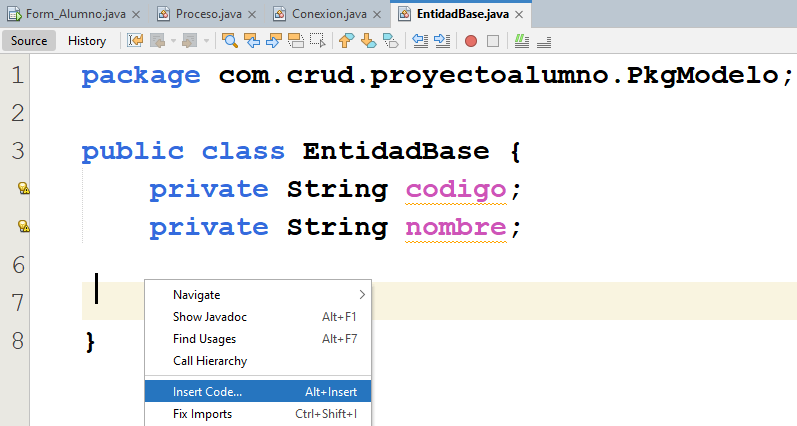 Form_Alumno.java Proceso.java Conexion.java EntidadBase.java
Source History
1 package com.crud.proyectoalumno.PkgModelo;
2
3 public class EntidadBase {
private String codigo;
private String nombre;
6
7
8 }
Navigate
Show Javadoc Alt+F1
Find Usages Alt+F7
Call Hierarchy
Insert Code... Alt+Insert
Fix Imports Ctrl+Shift+I